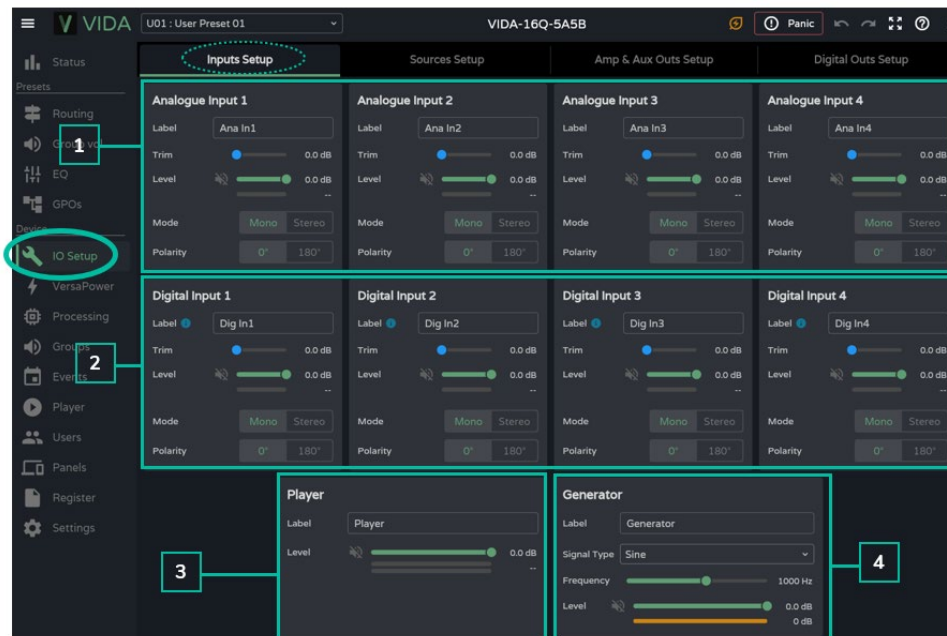 VIDA
U01 : User Preset 01
VIDA-16Q-5A5B
Panic
Status
Presets
Routing
EQ
GPOs
Device
IO Setup
VersaPower
Processing
Groups
Events
Player
Users
Panels
Register
Settings
Inputs Setup
Sources Setup
Amp & Aux Outs Setup
Digital Outs Setup
1
Analogue Input 1
Label Ana In1
Trim 0.0 dB
Level 0.0 dB
--
Mode Mono Stereo
Polarity 0° 180°
Analogue Input 2
Label Ana In2
Trim 0.0 dB
Level 0.0 dB
--
Mode Mono Stereo
Polarity 0° 180°
Analogue Input 3
Label Ana In3
Trim 0.0 dB
Level 0.0 dB
--
Mode Mono Stereo
Polarity 0° 180°
Analogue Input 4
Label Ana In4
Trim 0.0 dB
Level 0.0 dB
--
Mode Mono Stereo
Polarity 0° 180°
2
Digital Input 1
Label Dig In1
Trim 0.0 dB
Level 0.0 dB
--
Mode Mono Stereo
Polarity 0° 180°
Digital Input 2
Label Dig In2
Trim 0.0 dB
Level 0.0 dB
--
Mode Mono Stereo
Polarity 0° 180°
Digital Input 3
Label Dig In3
Trim 0.0 dB
Level 0.0 dB
--
Mode Mono Stereo
Polarity 0° 180°
Digital Input 4
Label Dig In4
Trim 0.0 dB
Level 0.0 dB
--
Mode Mono Stereo
Polarity 0° 180°
3
Player
Label Player
Level 0.0 dB
--
4
Generator
Label Generator
Signal Type Sine
Frequency 1000 Hz
Level 0.0 dB
0 dB